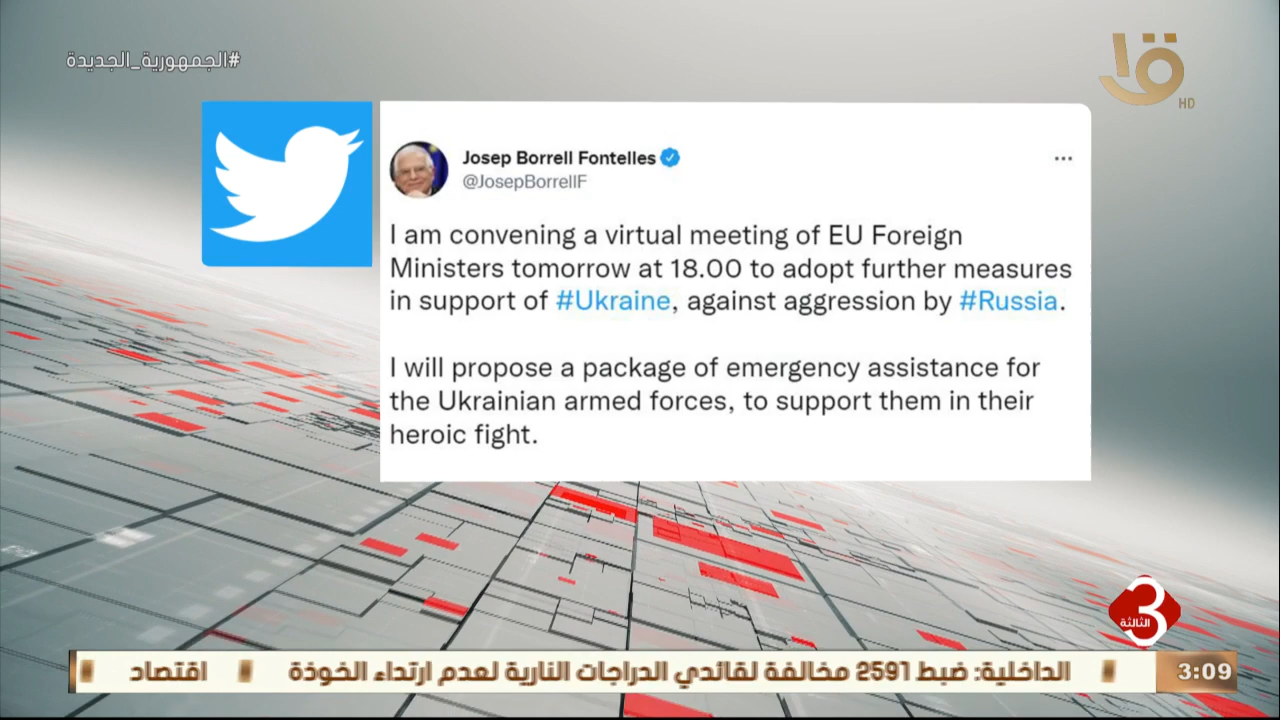 #الجمهورية_الجديدة
HD
Josep Borrell Fontelles
@JosepBorrellF
I am convening a virtual meeting of EU Foreign
Ministers tomorrow at 18.00 to adopt further measures
in support of #Ukraine, against aggression by #Russia.
I will propose a package of emergency assistance for
the Ukrainian armed forces, to support them in their
heroic fight.
3
الثالثة
الداخلية: ضبط 2591 مخالفة لقائدي الدراجات النارية لعدم ارتداء الخوذة
اقتصاد
3:09